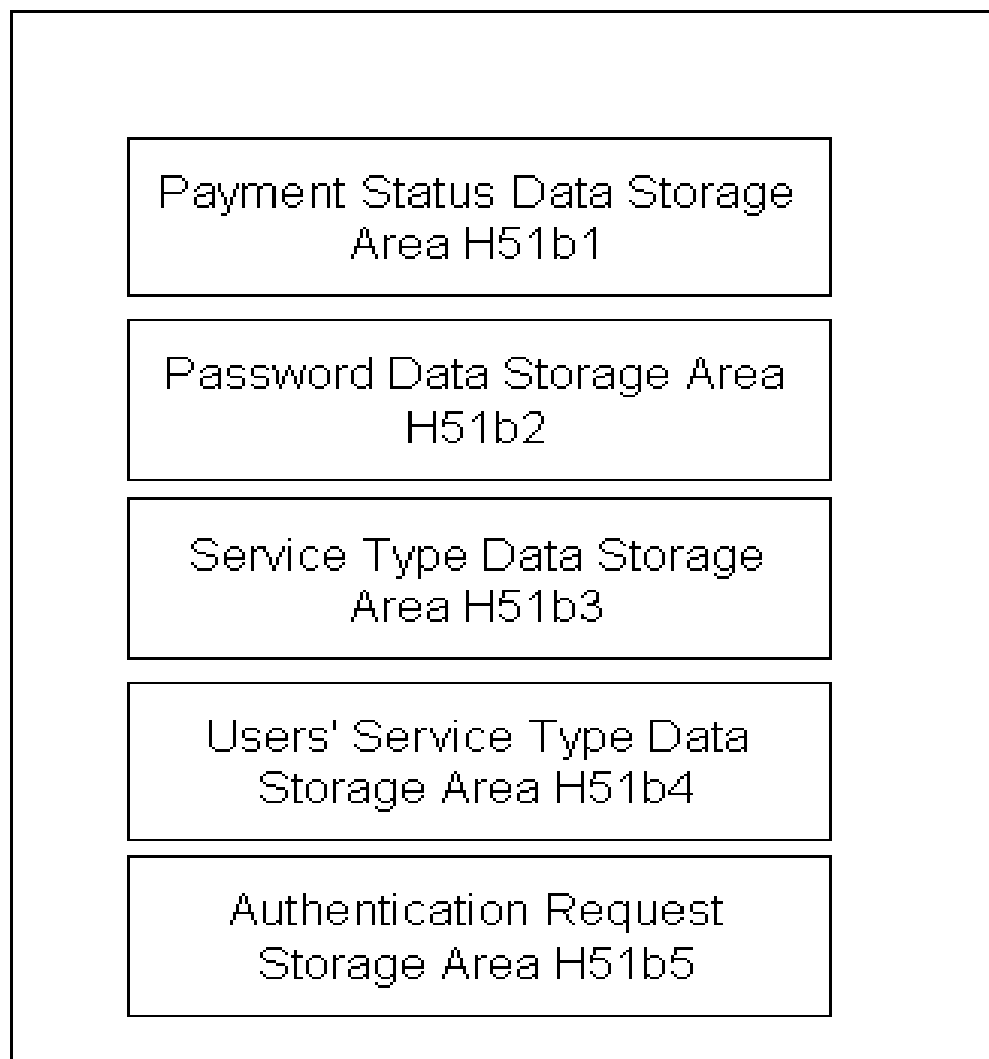 Payment Status Data Storage
Area H51b1
Password Data Storage Area
H51b2
Service Type Data Storage
Area H51b3
Users' Service Type Data
Storage Area H51b4
Authentication Request
Storage Area H51b5